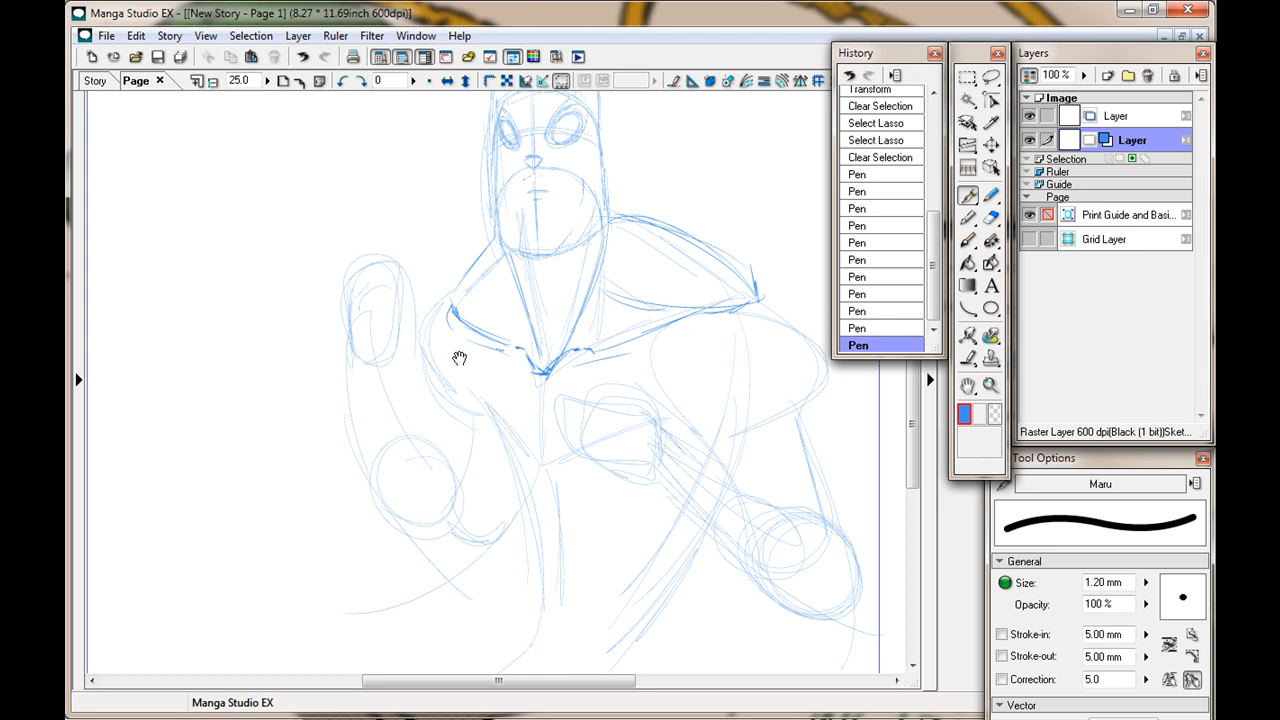 Manga Studio EX - [[New Story - Page 1] (8.27 * 11.69inch 600dpi)]
File Edit Story View Selection Layer Ruler Filter Window Help
Story Page 25.0 0
History
Transform
Clear Selection
Select Lasso
Select Lasso
Clear Selection
Pen
Pen
Pen
Pen
Pen
Pen
Pen
Pen
Pen
Pen
Pen
Layers
100 %
Image
Layer
Layer
Selection
Ruler
Guide
Page
Print Guide and Basi...
Grid Layer
Raster Layer 600 dpi(Black (1 bit))Sket...
Tool Options
Maru
General
Size: 1.20 mm
Opacity: 100 %
Stroke-in: 5.00 mm
Stroke-out: 5.00 mm
Correction: 5.0
Vector
Manga Studio EX